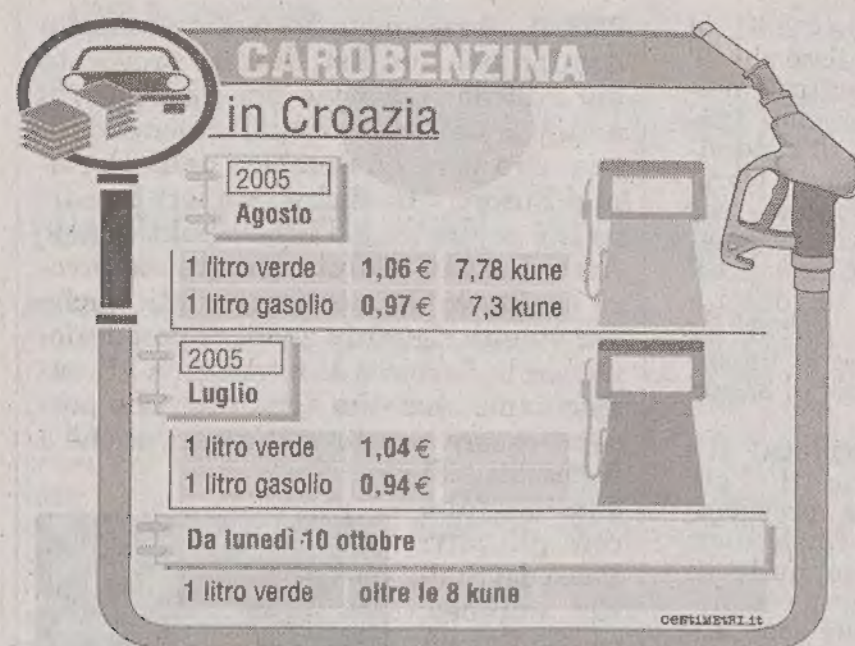 CAROBENZINA
in Croazia
2005
Agosto
1 litro verde 1,06 € 7,78 kune
1 litro gasolio 0,97 € 7,3 kune
2005
Luglio
1 litro verde 1,04 €
1 litro gasolio 0,94 €
Da lunedì 10 ottobre
1 litro verde oltre le 8 kune
CENTIMETRI.it